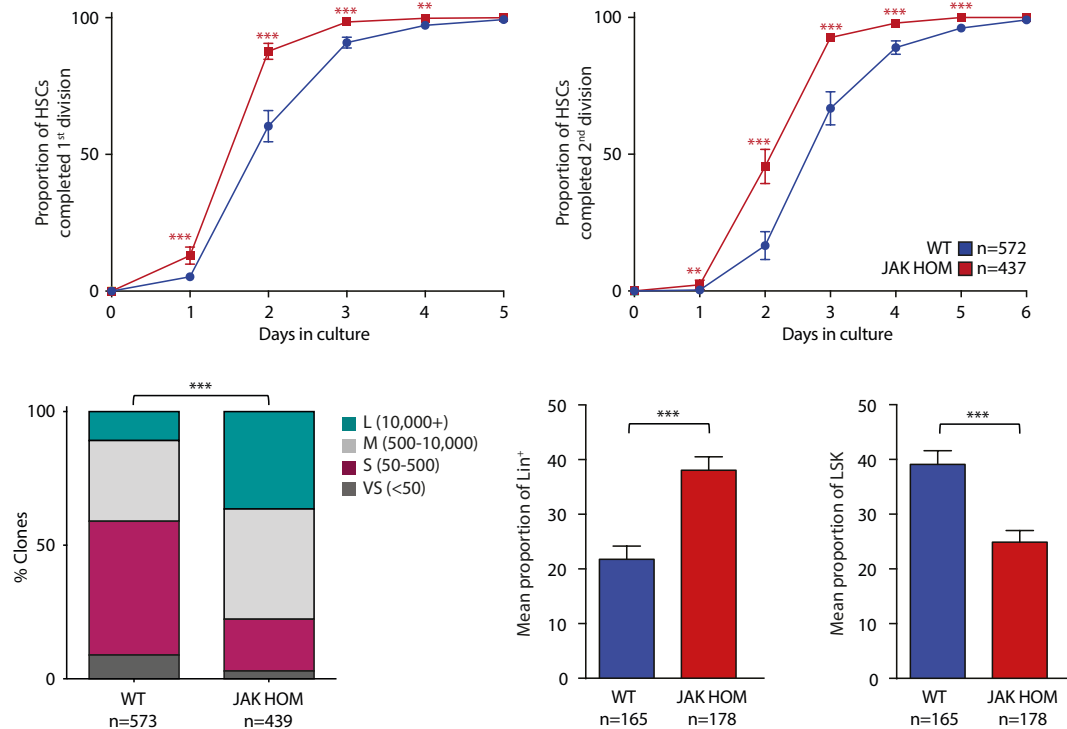 Proportion of HSCs
completed 1st division
100
50
0
***
***
***
**
***
0 1 2 3 4 5
Days in culture
Proportion of HSCs
completed 2nd division
100
50
0
**
***
***
***
***
WT n=572
JAK HOM n=437
0 1 2 3 4 5 6
Days in culture
% Clones
100
50
0
***
L (10,000+)
M (500-10,000)
S (50-500)
VS (<50)
WT
n=573
JAK HOM
n=439
Mean proportion of Lin+
50
40
30
20
10
0
***
WT
n=165
JAK HOM
n=178
Mean proportion of LSK
50
40
30
20
10
0
***
WT
n=165
JAK HOM
n=178